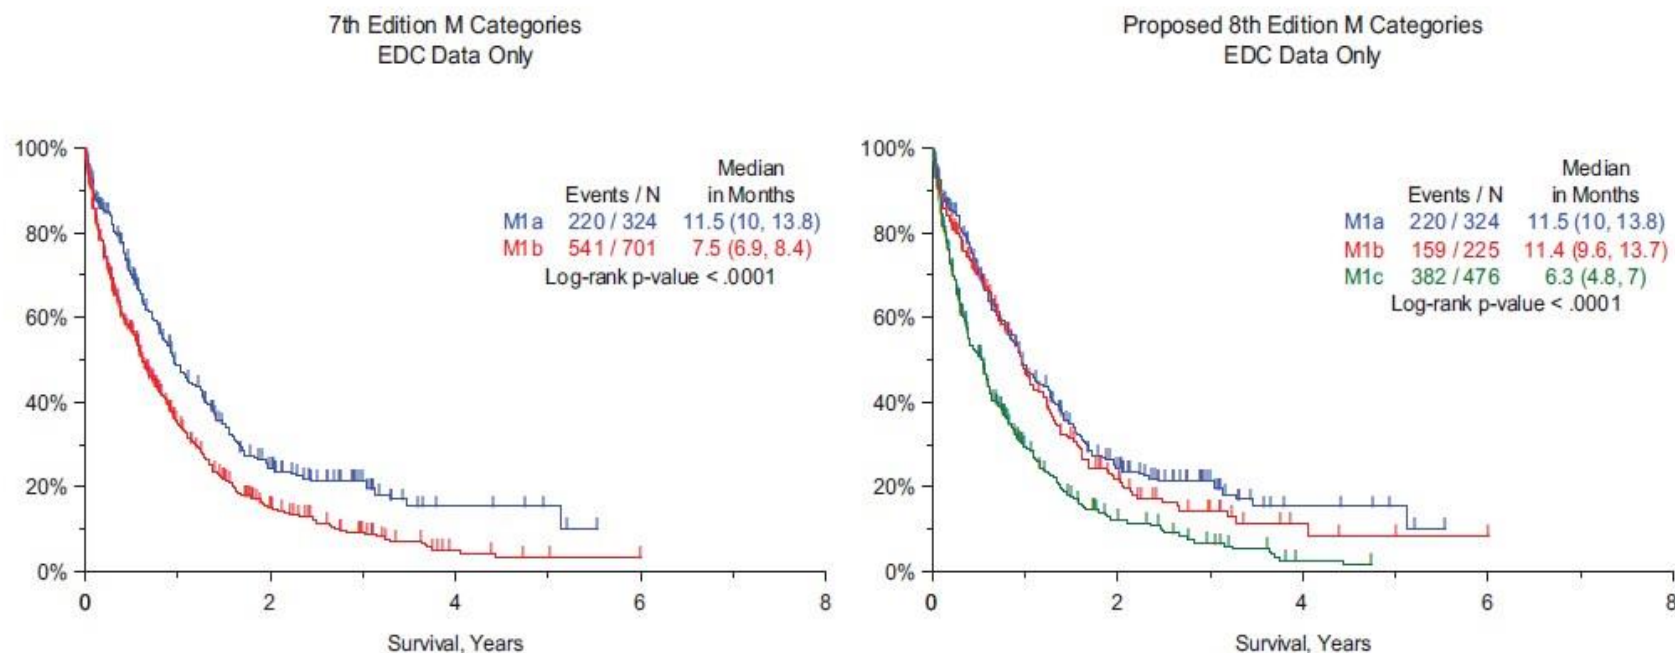 7th Edition M Categories
EDC Data Only
100%
80%
60%
40%
20%
0%
Median
Events / N in Months
M1a 220 / 324 11.5 (10, 13.8)
M1b 541 / 701 7.5 (6.9, 8.4)
Log-rank p-value < .0001
0 2 4 6 8
Survival, Years
Proposed 8th Edition M Categories
EDC Data Only
100%
80%
60%
40%
20%
0%
Median
Events / N in Months
M1a 220 / 324 11.5 (10, 13.8)
M1b 159 / 225 11.4 (9.6, 13.7)
M1c 382 / 476 6.3 (4.8, 7)
Log-rank p-value < .0001
0 2 4 6 8
Survival, Years